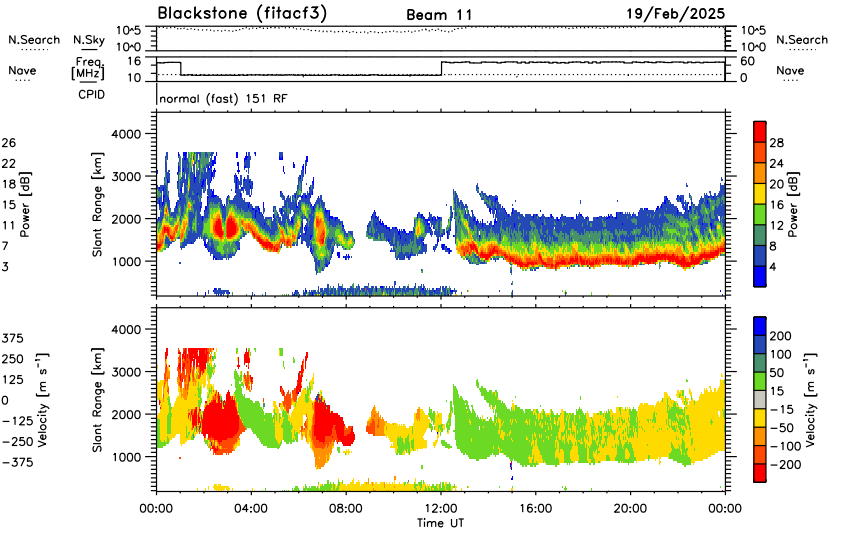 Blackstone (fitacf3) Beam 11 19/Feb/2025
N.Search N.Sky 10^5 10^0 10^5 10^0 N.Search
Nave Freq. [MHz] 16 10 60 0 Nave
CPID normal (fast) 151 RF
26 22 18 15 11 7 3 Power [dB]
Slant Range [km] 4000 3000 2000 1000
28 24 20 16 12 8 4 Power [dB]
375 250 125 0 −125 −250 −375 Velocity [m s⁻¹]
Slant Range [km] 4000 3000 2000 1000
200 100 50 15 −15 −50 −100 −200 Velocity [m s⁻¹]
00:00 04:00 08:00 12:00 16:00 20:00 00:00
Time UT